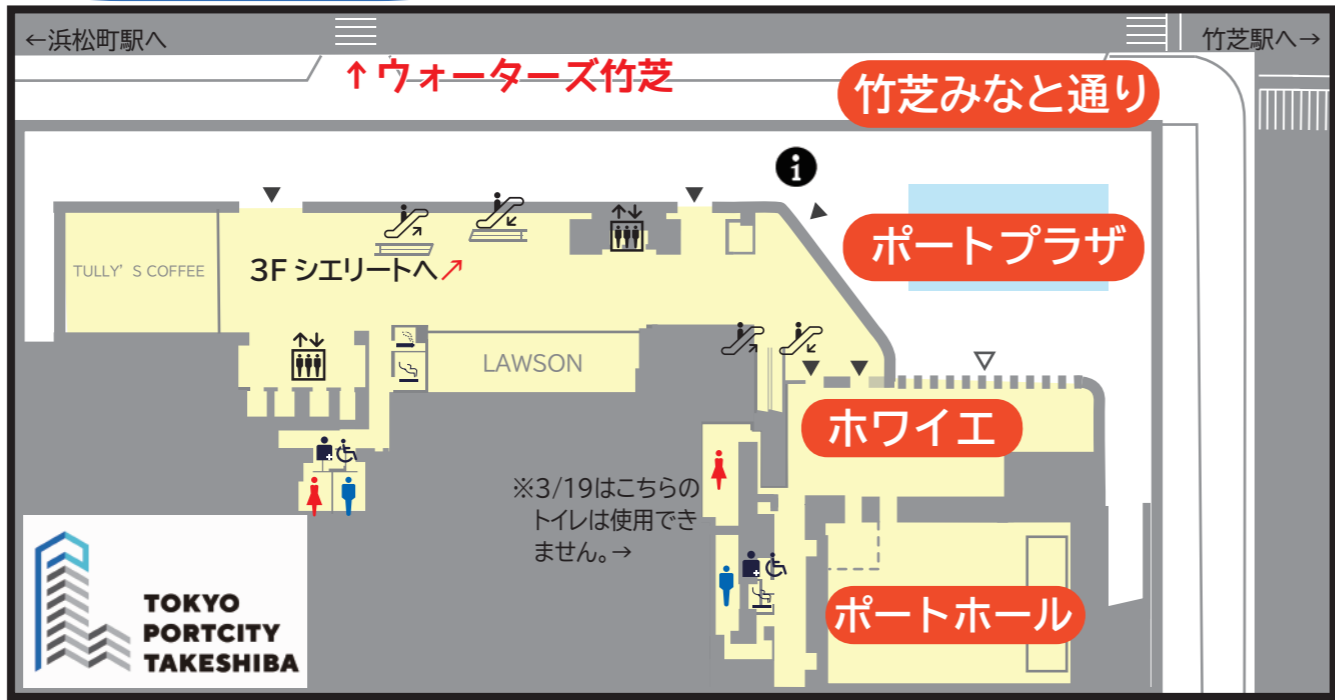 ←浜松町駅へ
竹芝駅へ→
↑ウォーターズ竹芝
竹芝みなと通り
i
ポートプラザ
TULLY'S COFFEE
3F シエリートへ↗
LAWSON
ホワイエ
※3/19はこちらの
トイレは使用でき
ません。→
ポートホール
TOKYO
PORTCITY
TAKESHIBA